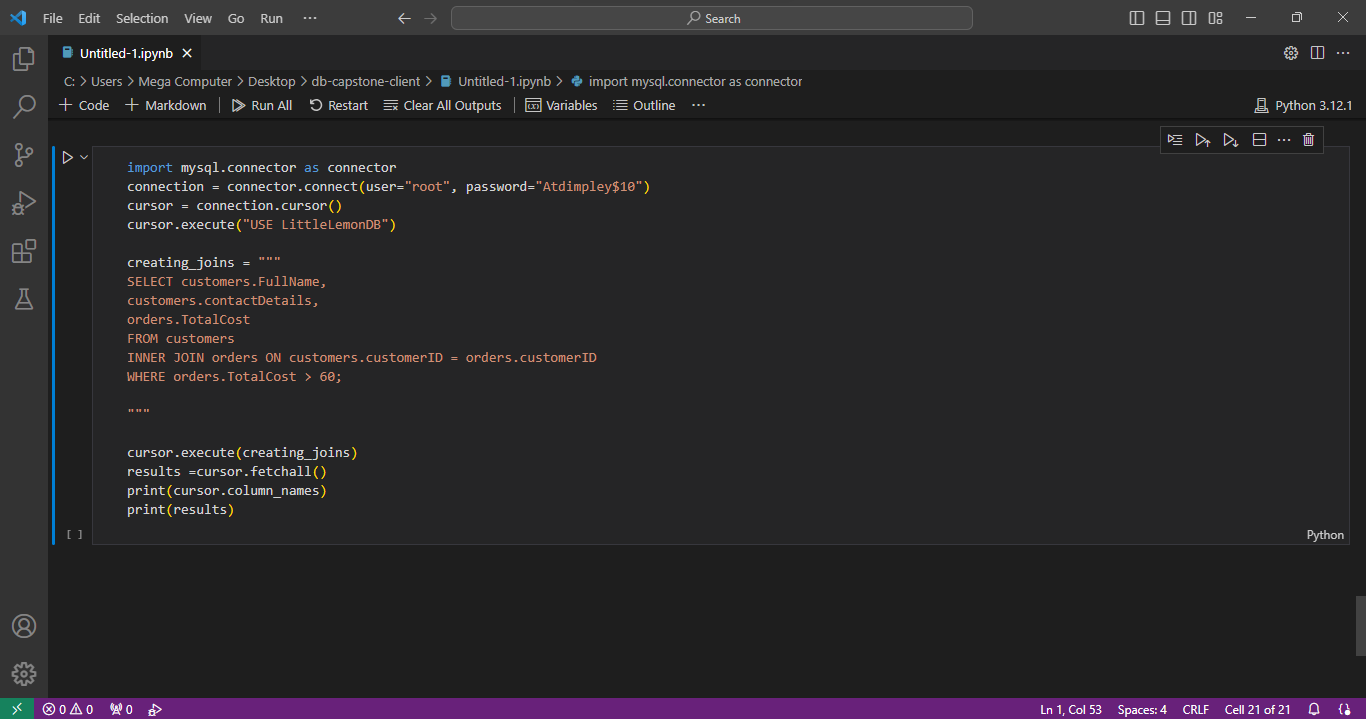 File Edit Selection View Go Run ··· Search
Untitled-1.ipynb
C: > Users > Mega Computer > Desktop > db-capstone-client > Untitled-1.ipynb > import mysql.connector as connector
+ Code + Markdown | Run All Restart Clear All Outputs | Variables Outline ··· Python 3.12.1
import mysql.connector as connector
connection = connector.connect(user="root", password="Atdimpley$10")
cursor = connection.cursor()
cursor.execute("USE LittleLemonDB")
creating_joins = """
SELECT customers.FullName,
customers.contactDetails,
orders.TotalCost
FROM customers
INNER JOIN orders ON customers.customerID = orders.customerID
WHERE orders.TotalCost > 60;
"""
cursor.execute(creating_joins)
results =cursor.fetchall()
print(cursor.column_names)
print(results)
[ ] Python
0 0 0 Ln 1, Col 53 Spaces: 4 CRLF Cell 21 of 21